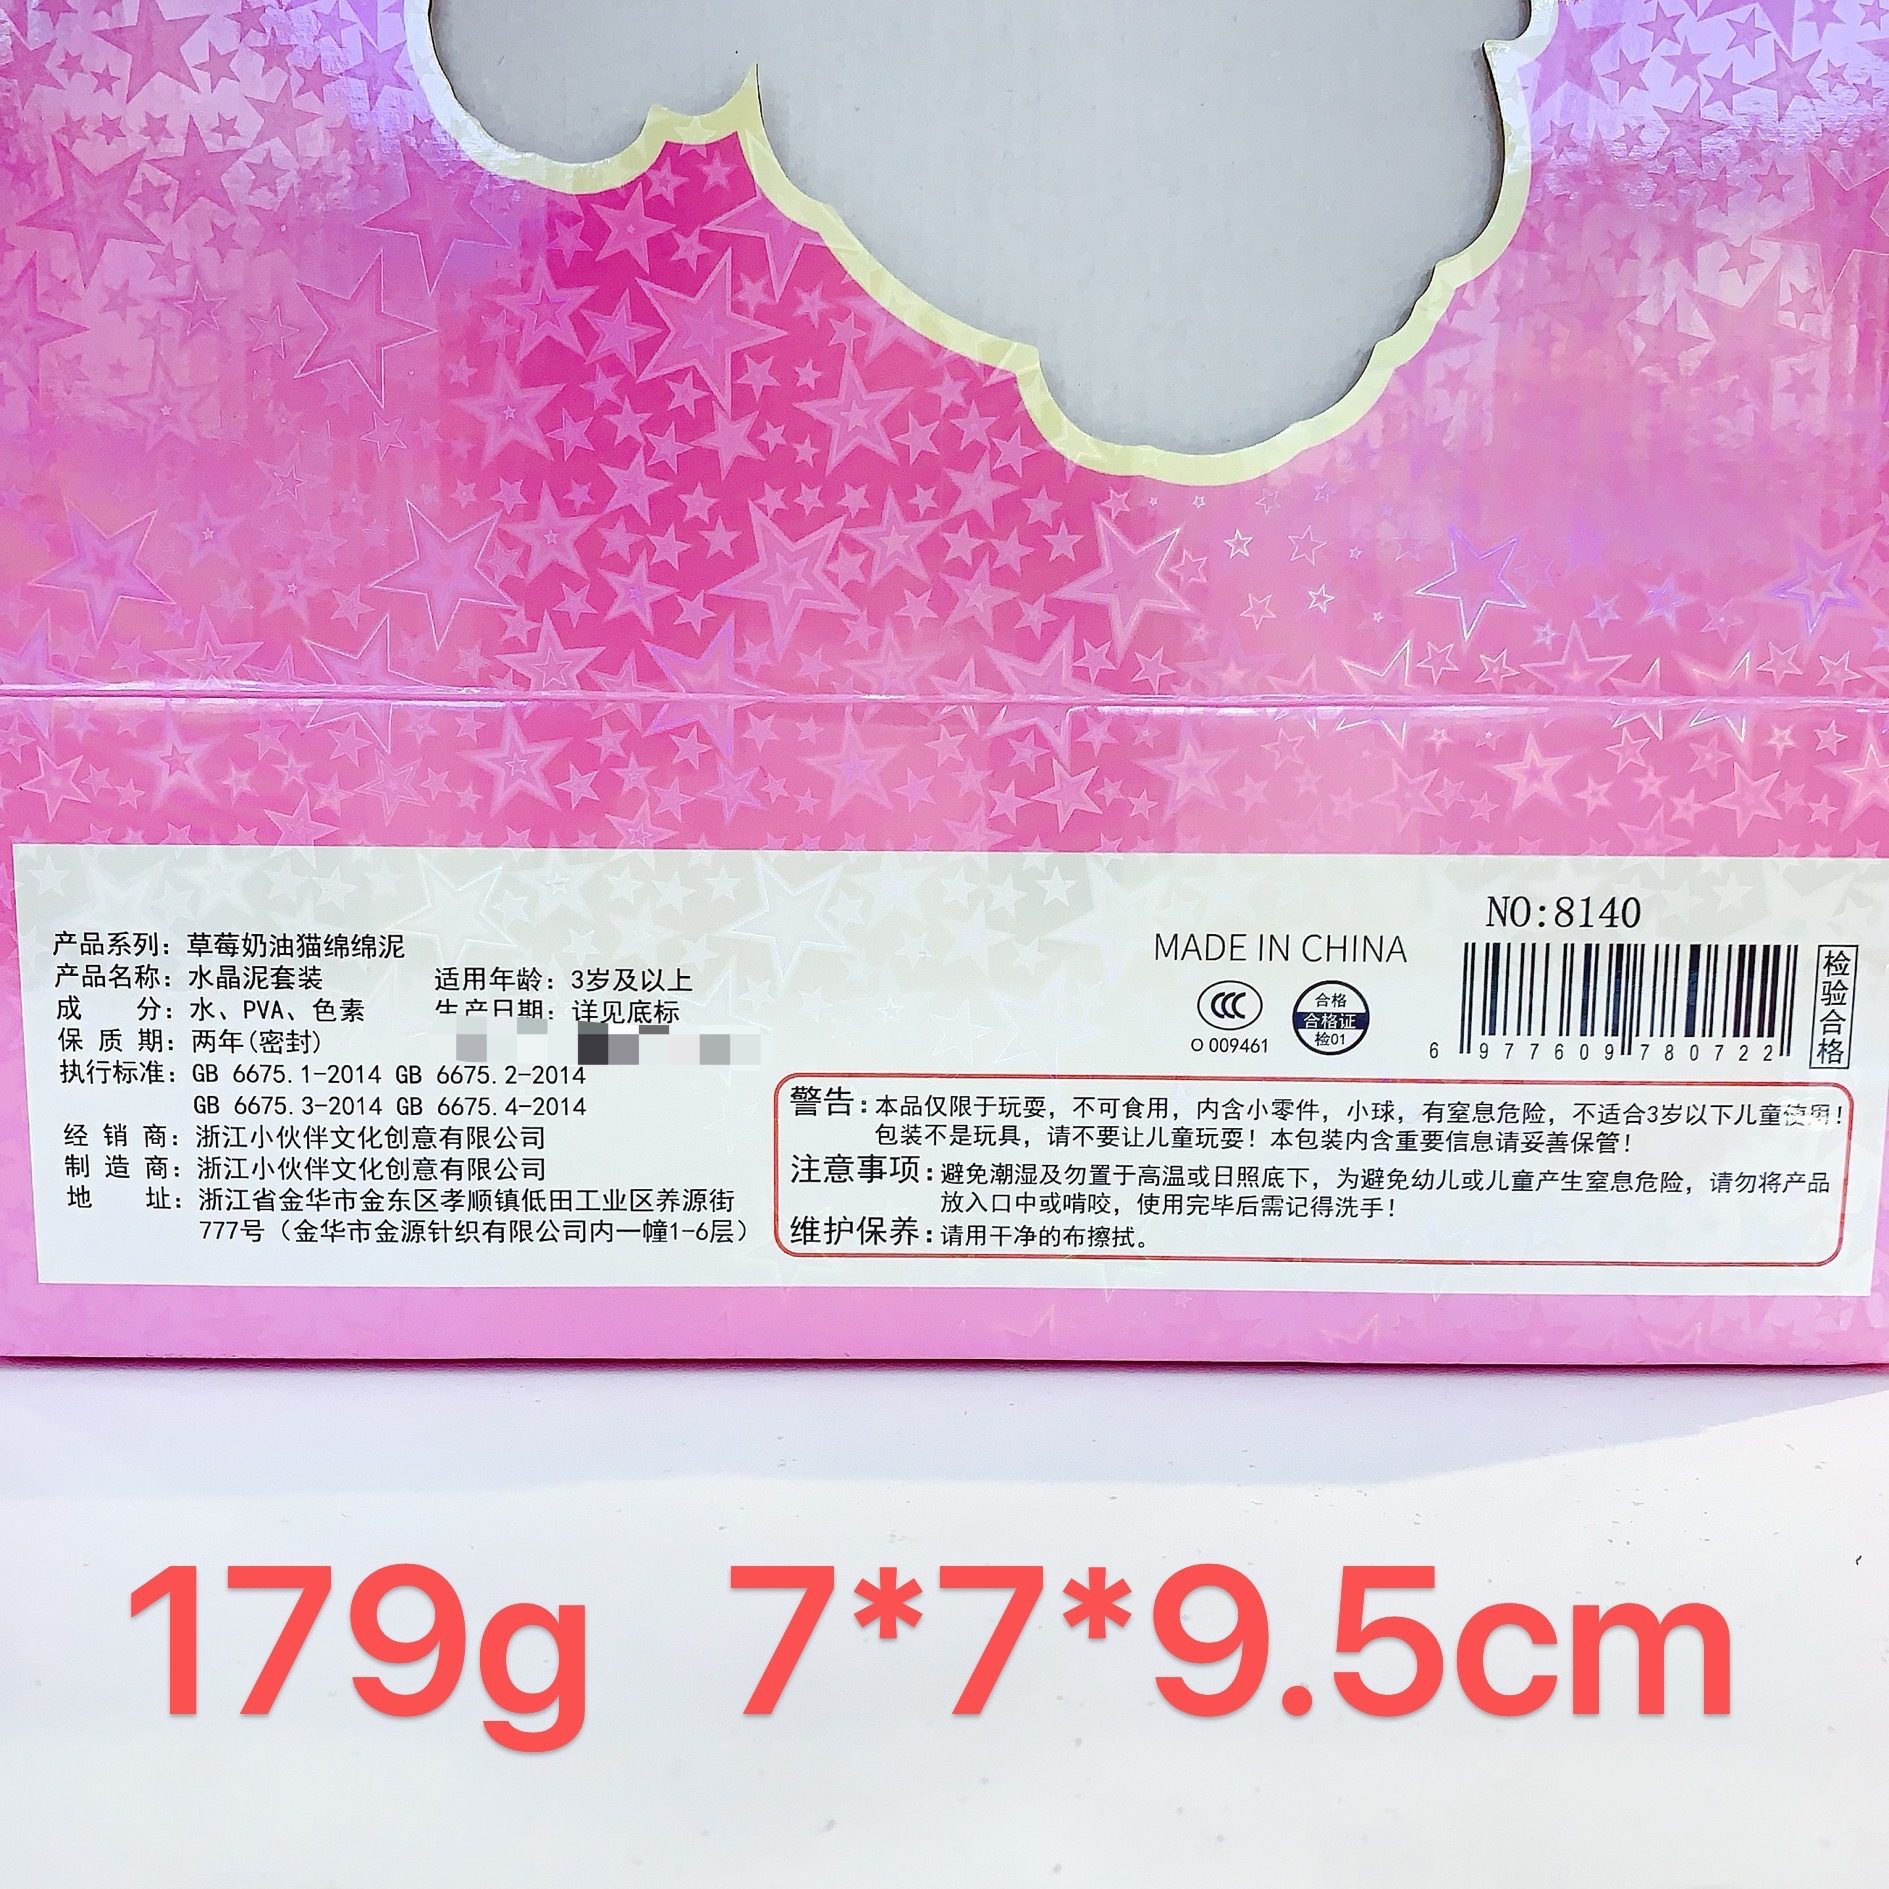 产品系列：草莓奶油猫绵绵泥
产品名称：水晶泥套装
适用年龄：3岁及以上
成　　分：水、PVA、色素
生产日期：详见底标
保 质 期：两年(密封)
执行标准：GB 6675.1-2014 GB 6675.2-2014
GB 6675.3-2014 GB 6675.4-2014
经 销 商：浙江小伙伴文化创意有限公司
制 造 商：浙江小伙伴文化创意有限公司
地　　址：浙江省金华市金东区孝顺镇低田工业区养源街
777号（金华市金源针织有限公司内一幢1-6层）
MADE IN CHINA
CCC
O 009461
合格
合格证
检01
NO:8140
6 977609 780722
检验合格
警告：本品仅限于玩耍，不可食用，内含小零件，小球，有窒息危险，不适合3岁以下儿童使用！
包装不是玩具，请不要让儿童玩耍！本包装内含重要信息请妥善保管！
注意事项：避免潮湿及勿置于高温或日照底下，为避免幼儿或儿童产生窒息危险，请勿将产品
放入口中或啃咬，使用完毕后需记得洗手！
维护保养：请用干净的布擦拭。
179g 7*7*9.5cm